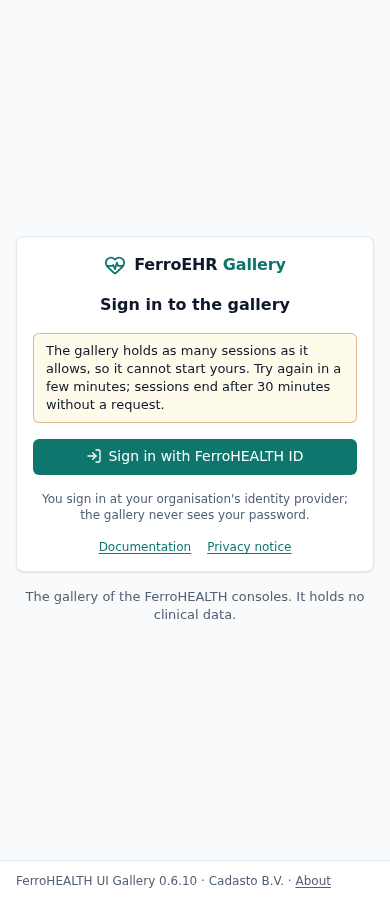 FerroEHR Gallery
Sign in to the gallery
The gallery holds as many sessions as it
allows, so it cannot start yours. Try again in a
few minutes; sessions end after 30 minutes
without a request.
Sign in with FerroHEALTH ID
You sign in at your organisation's identity provider;
the gallery never sees your password.
Documentation Privacy notice
The gallery of the FerroHEALTH consoles. It holds no
clinical data.
FerroHEALTH UI Gallery 0.6.10 · Cadasto B.V. · About